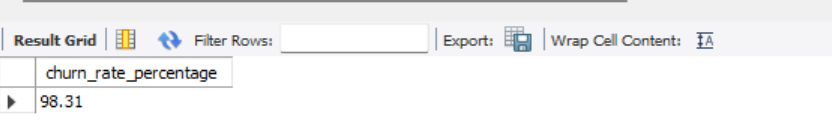 Result Grid Filter Rows: Export: Wrap Cell Content:
churn_rate_percentage
98.31